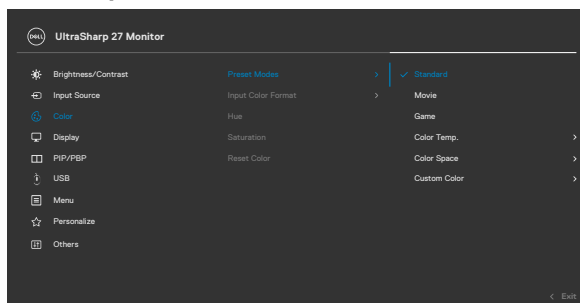 DELL UltraSharp 27 Monitor
Brightness/Contrast Preset Modes > ✓ Standard
Input Source Input Color Format > Movie
Color Hue Game
Display Saturation Color Temp. >
PIP/PBP Reset Color Color Space >
USB Custom Color >
Menu
Personalize
Others
< Exit